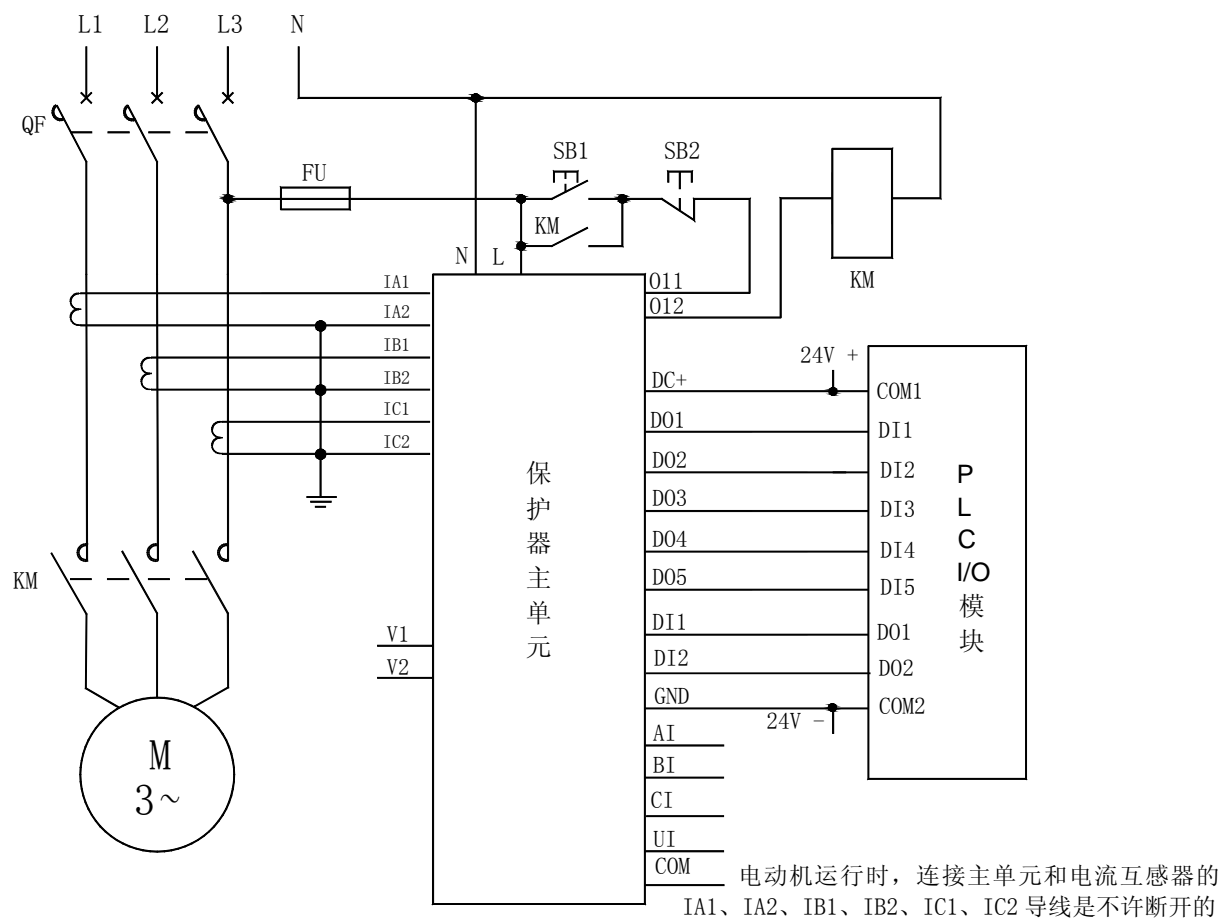 L1 L2 L3 N
QF
FU
SB1 SB2
KM
N L
KM
IA1
IA2
IB1
IB2
IC1
IC2
O11
O12
24V +
DC+
COM1
DO1
DI1
DO2
DI2
DO3
DI3
DO4
DI4
DO5
DI5
DI1
DO1
DI2
DO2
GND
COM2
24V -
AI
BI
CI
UI
COM
保护器主单元
PLC I/O 模块
KM
V1
V2
M
3~
电动机运行时，连接主单元和电流互感器的
IA1、IA2、IB1、IB2、IC1、IC2 导线是不许断开的